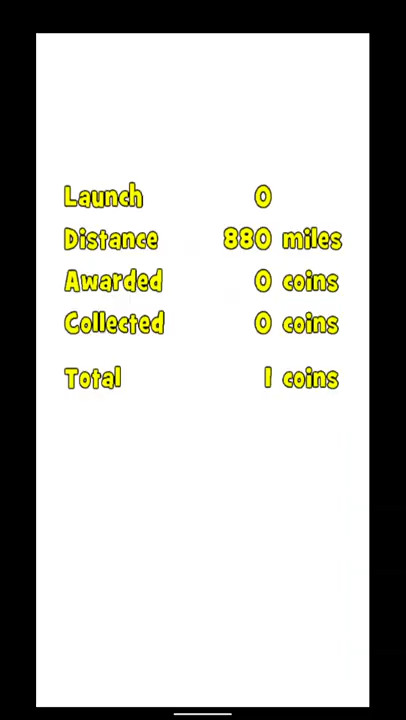 Launch 0
Distance 880 miles
Awarded 0 coins
Collected 0 coins
Total 1 coins